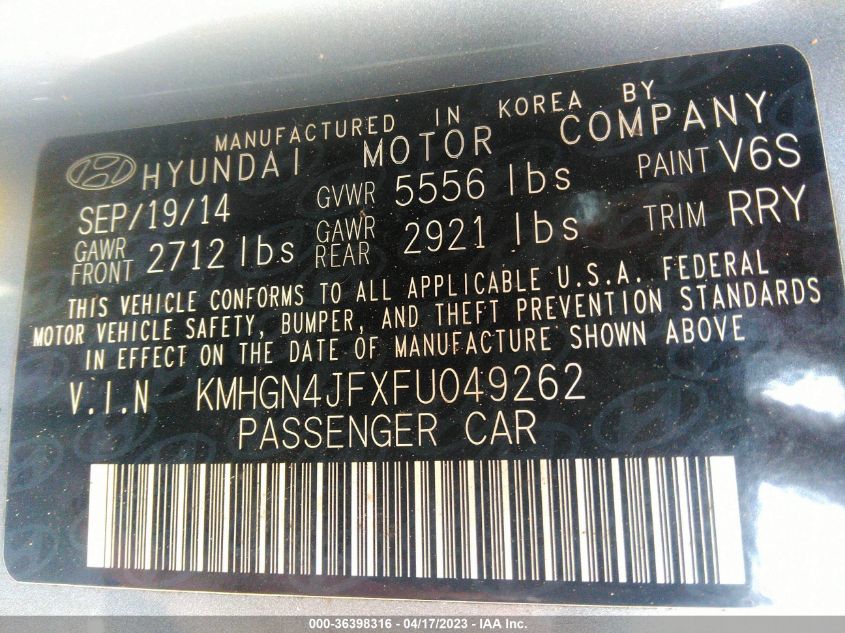 MANUFACTURED IN KOREA BY
HYUNDAI MOTOR COMPANY
SEP/19/14 GVWR 5556 lbs PAINT V6S
GAWR FRONT 2712 lbs GAWR REAR 2921 lbs TRIM RRY
THIS VEHICLE CONFORMS TO ALL APPLICABLE U.S.A. FEDERAL
MOTOR VEHICLE SAFETY, BUMPER, AND THEFT PREVENTION STANDARDS
IN EFFECT ON THE DATE OF MANUFACTURE SHOWN ABOVE
V.I.N KMHGN4JFXFU049262
PASSENGER CAR
000-36398316 - 04/17/2023 - Copyright © IAA, Inc.